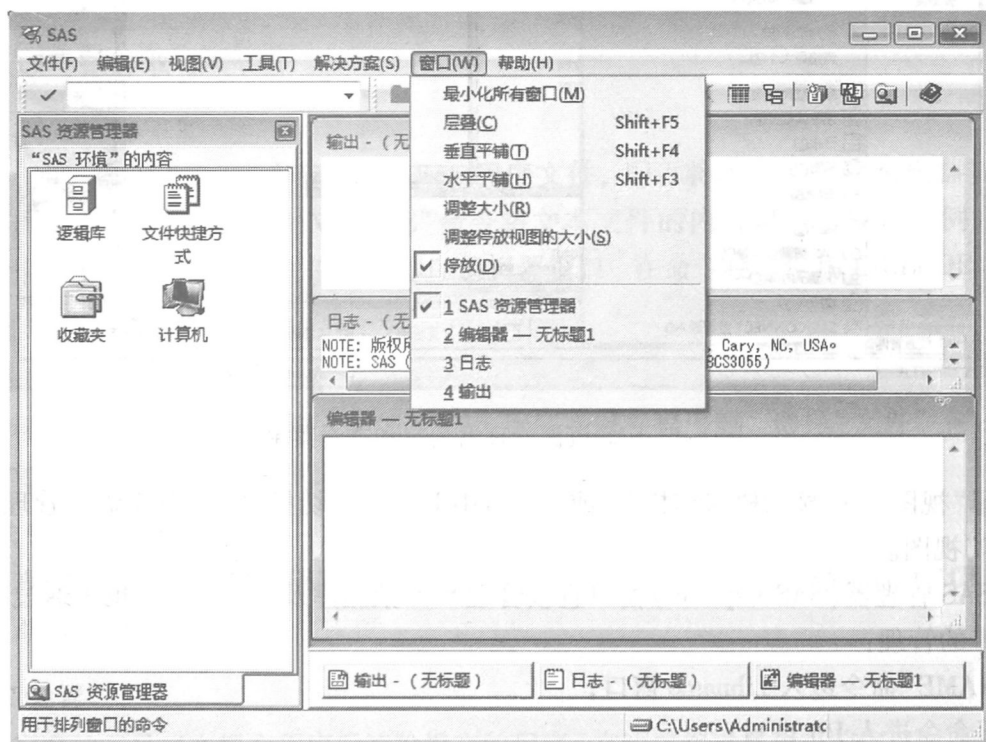 SAS
文件(F) 编辑(E) 视图(V) 工具(T) 解决方案(S) 窗口(W) 帮助(H)
最小化所有窗口(M)
层叠(C) Shift+F5
垂直平铺(T) Shift+F4
水平平铺(H) Shift+F3
调整大小(R)
调整停放视图的大小(S)
停放(D)
1 SAS 资源管理器
2 编辑器 — 无标题1
3 日志
4 输出
SAS 资源管理器
“SAS 环境”的内容
逻辑库
文件快捷方
式
收藏夹
计算机
输出 - (无
日志 - (无
NOTE: 版权所 , Cary, NC, USA。
NOTE: SAS ( BCS3055)
编辑器 — 无标题1
SAS 资源管理器
输出 - (无标题)
日志 - (无标题)
编辑器 — 无标题1
用于排列窗口的命令
C:\Users\Administratc